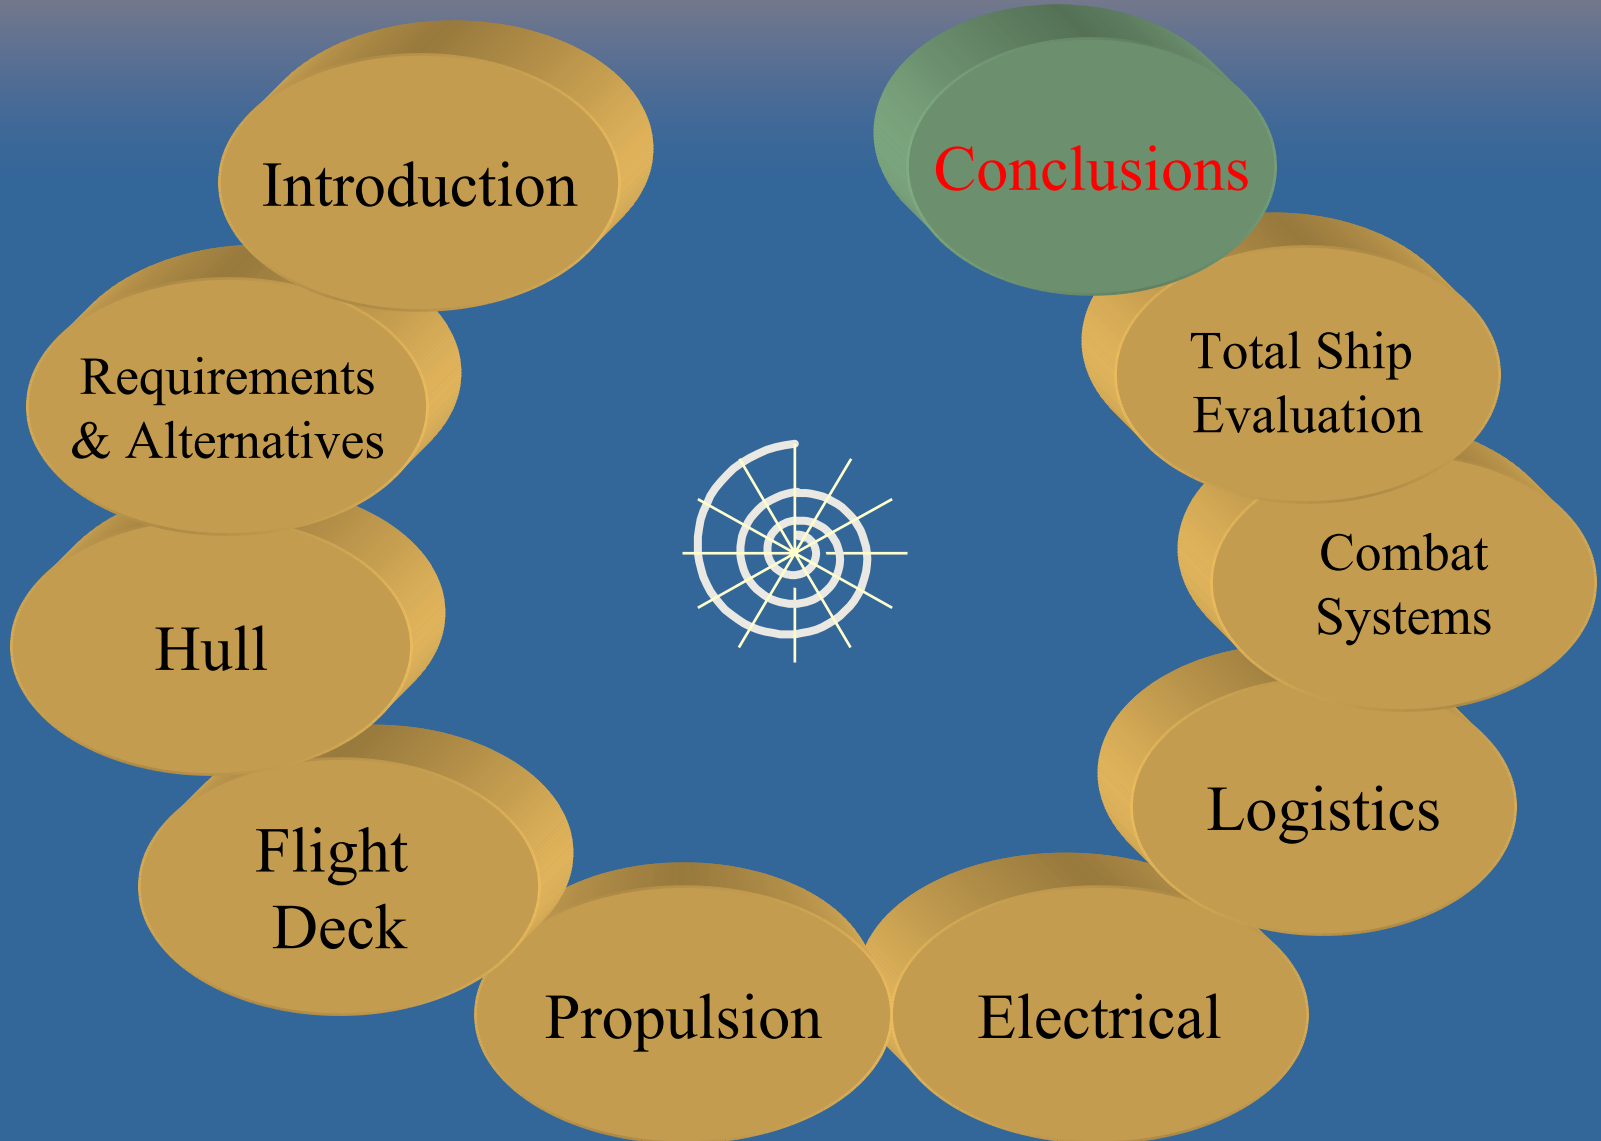 Introduction
Requirements
& Alternatives
Hull
Flight
Deck
Propulsion
Electrical
Logistics
Combat
Systems
Total Ship
Evaluation
Conclusions